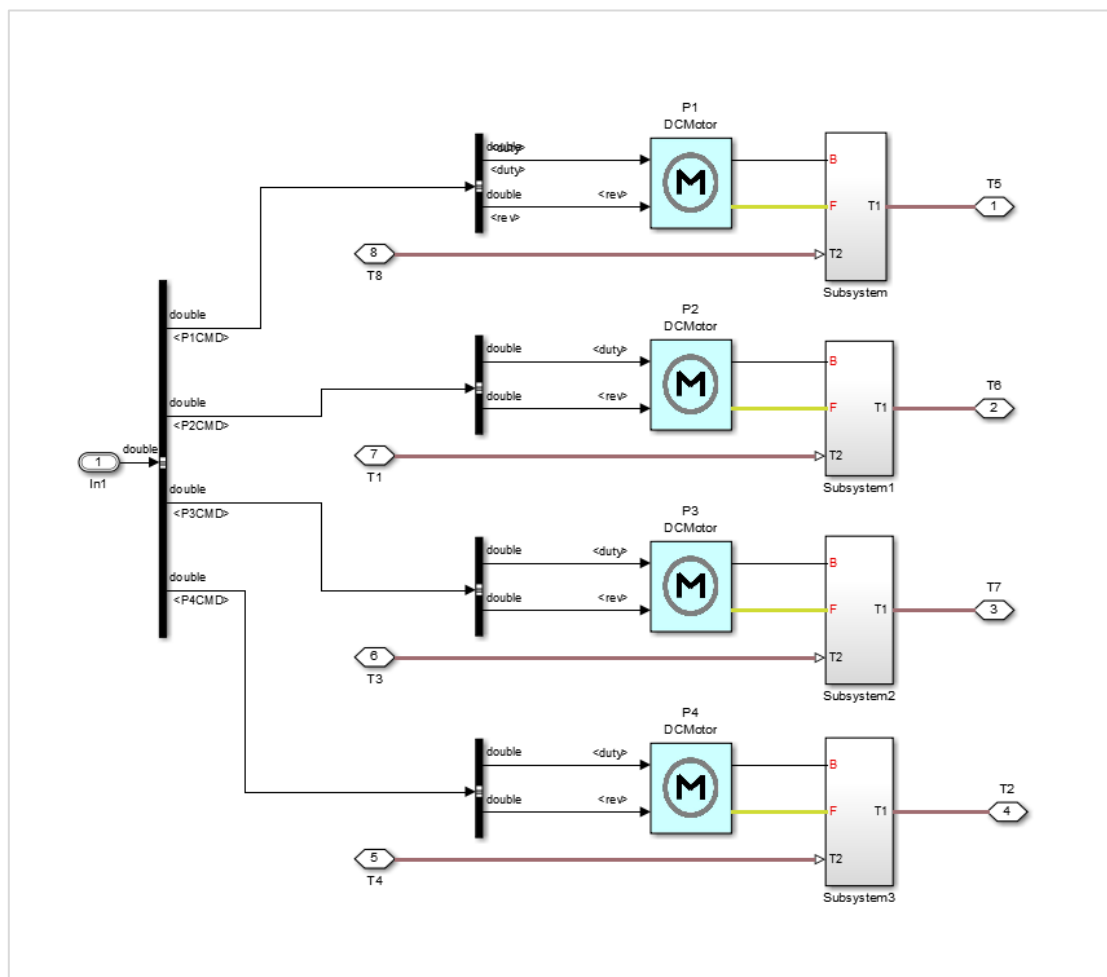 P1
DCMotor
double
<duty>
<duty>
double
<rev>
<rev>
B
F
T1
T2
Subsystem
T5
1
8
T8
double
<P1CMD>
P2
DCMotor
double
<duty>
double
<rev>
B
F
T1
T2
Subsystem1
T6
2
7
T1
double
<P2CMD>
double
1
In1
double
<P3CMD>
P3
DCMotor
double
<duty>
double
<rev>
B
F
T1
T2
Subsystem2
T7
3
6
T3
double
<P4CMD>
P4
DCMotor
double
<duty>
double
<rev>
B
F
T1
T2
Subsystem3
T2
4
5
T4